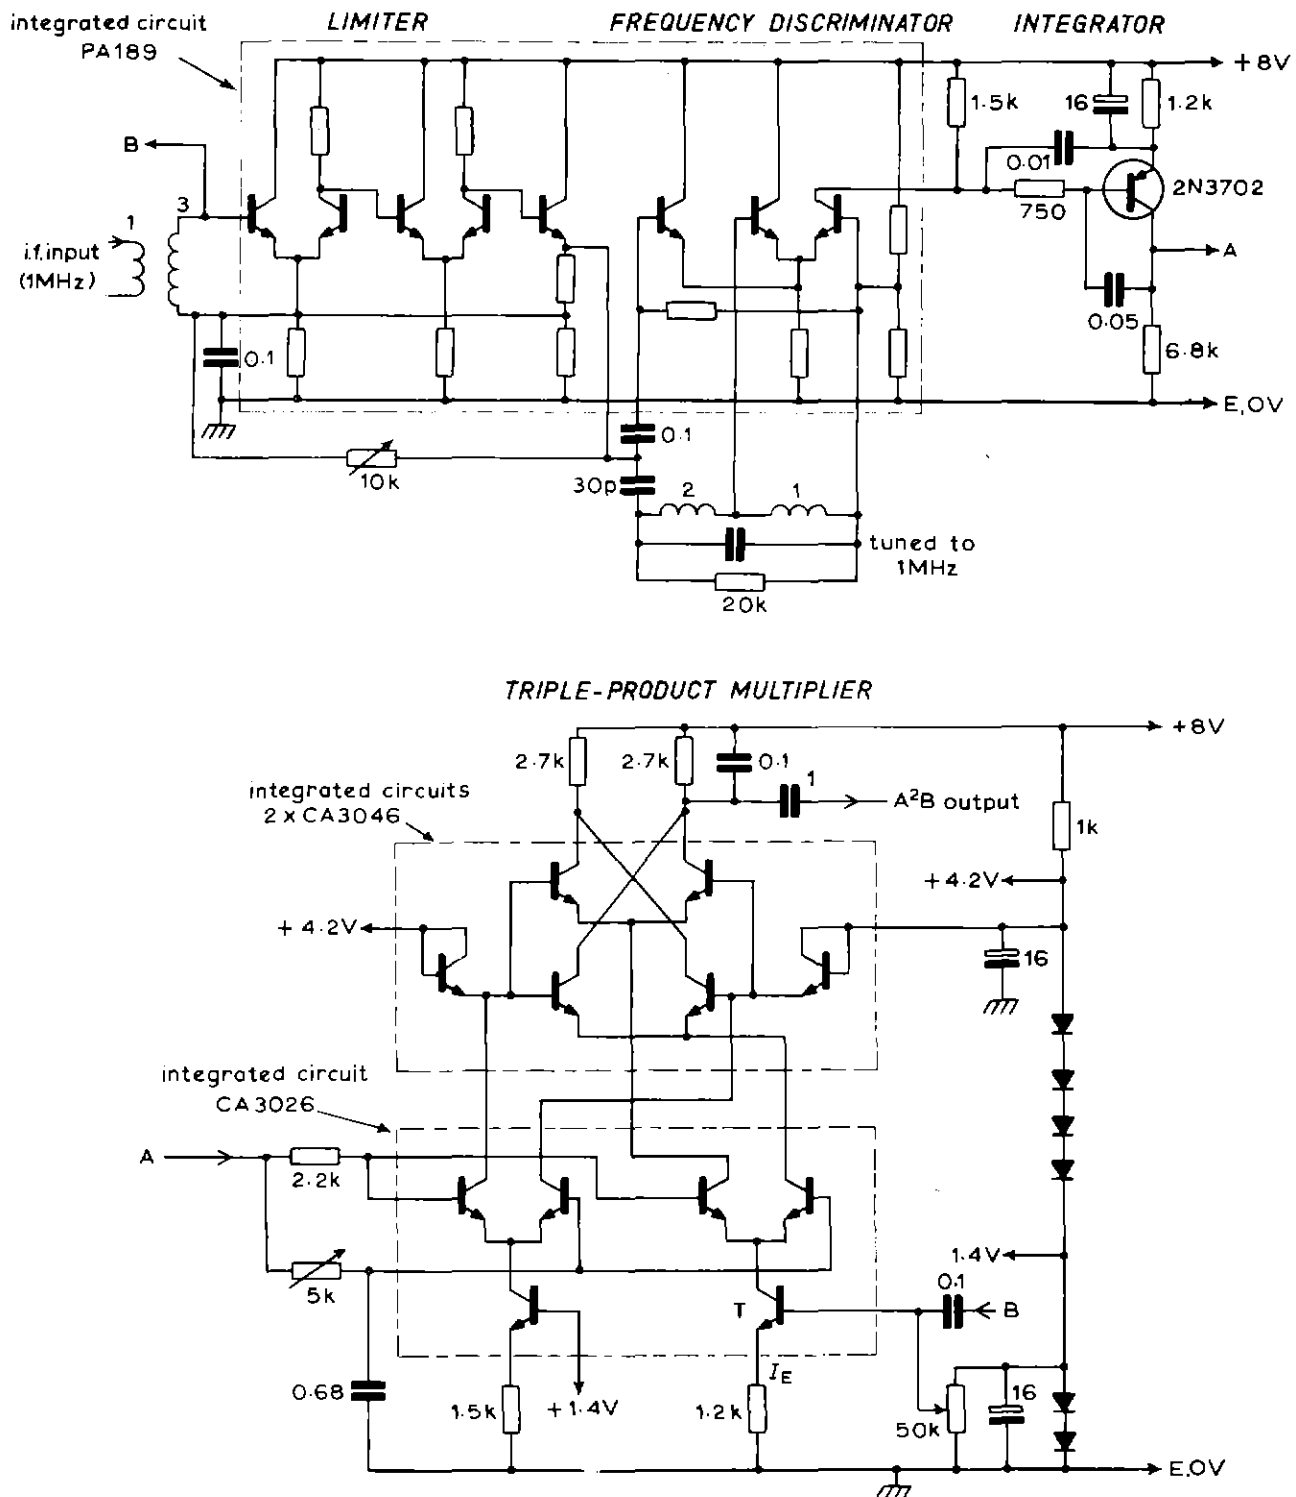 integrated circuit
PA189
LIMITER
FREQUENCY DISCRIMINATOR
INTEGRATOR
+8V
1.5k
16
1.2k
B
0.01
2N3702
750
1
3
i.f. input
(1MHz)
A
0.05
0.1
6.8k
E,0V
0.1
10k
30p
2
1
tuned to
1MHz
20k
TRIPLE-PRODUCT MULTIPLIER
+8V
2.7k
2.7k
0.1
1
integrated circuits
2 x CA3046
A²B output
1k
+4.2V
+4.2V
16
integrated circuit
CA3026
A
2.2k
1.4V
5k
0.1
T
B
IE
0.68
1.5k
+1.4V
1.2k
50k
16
E,0V